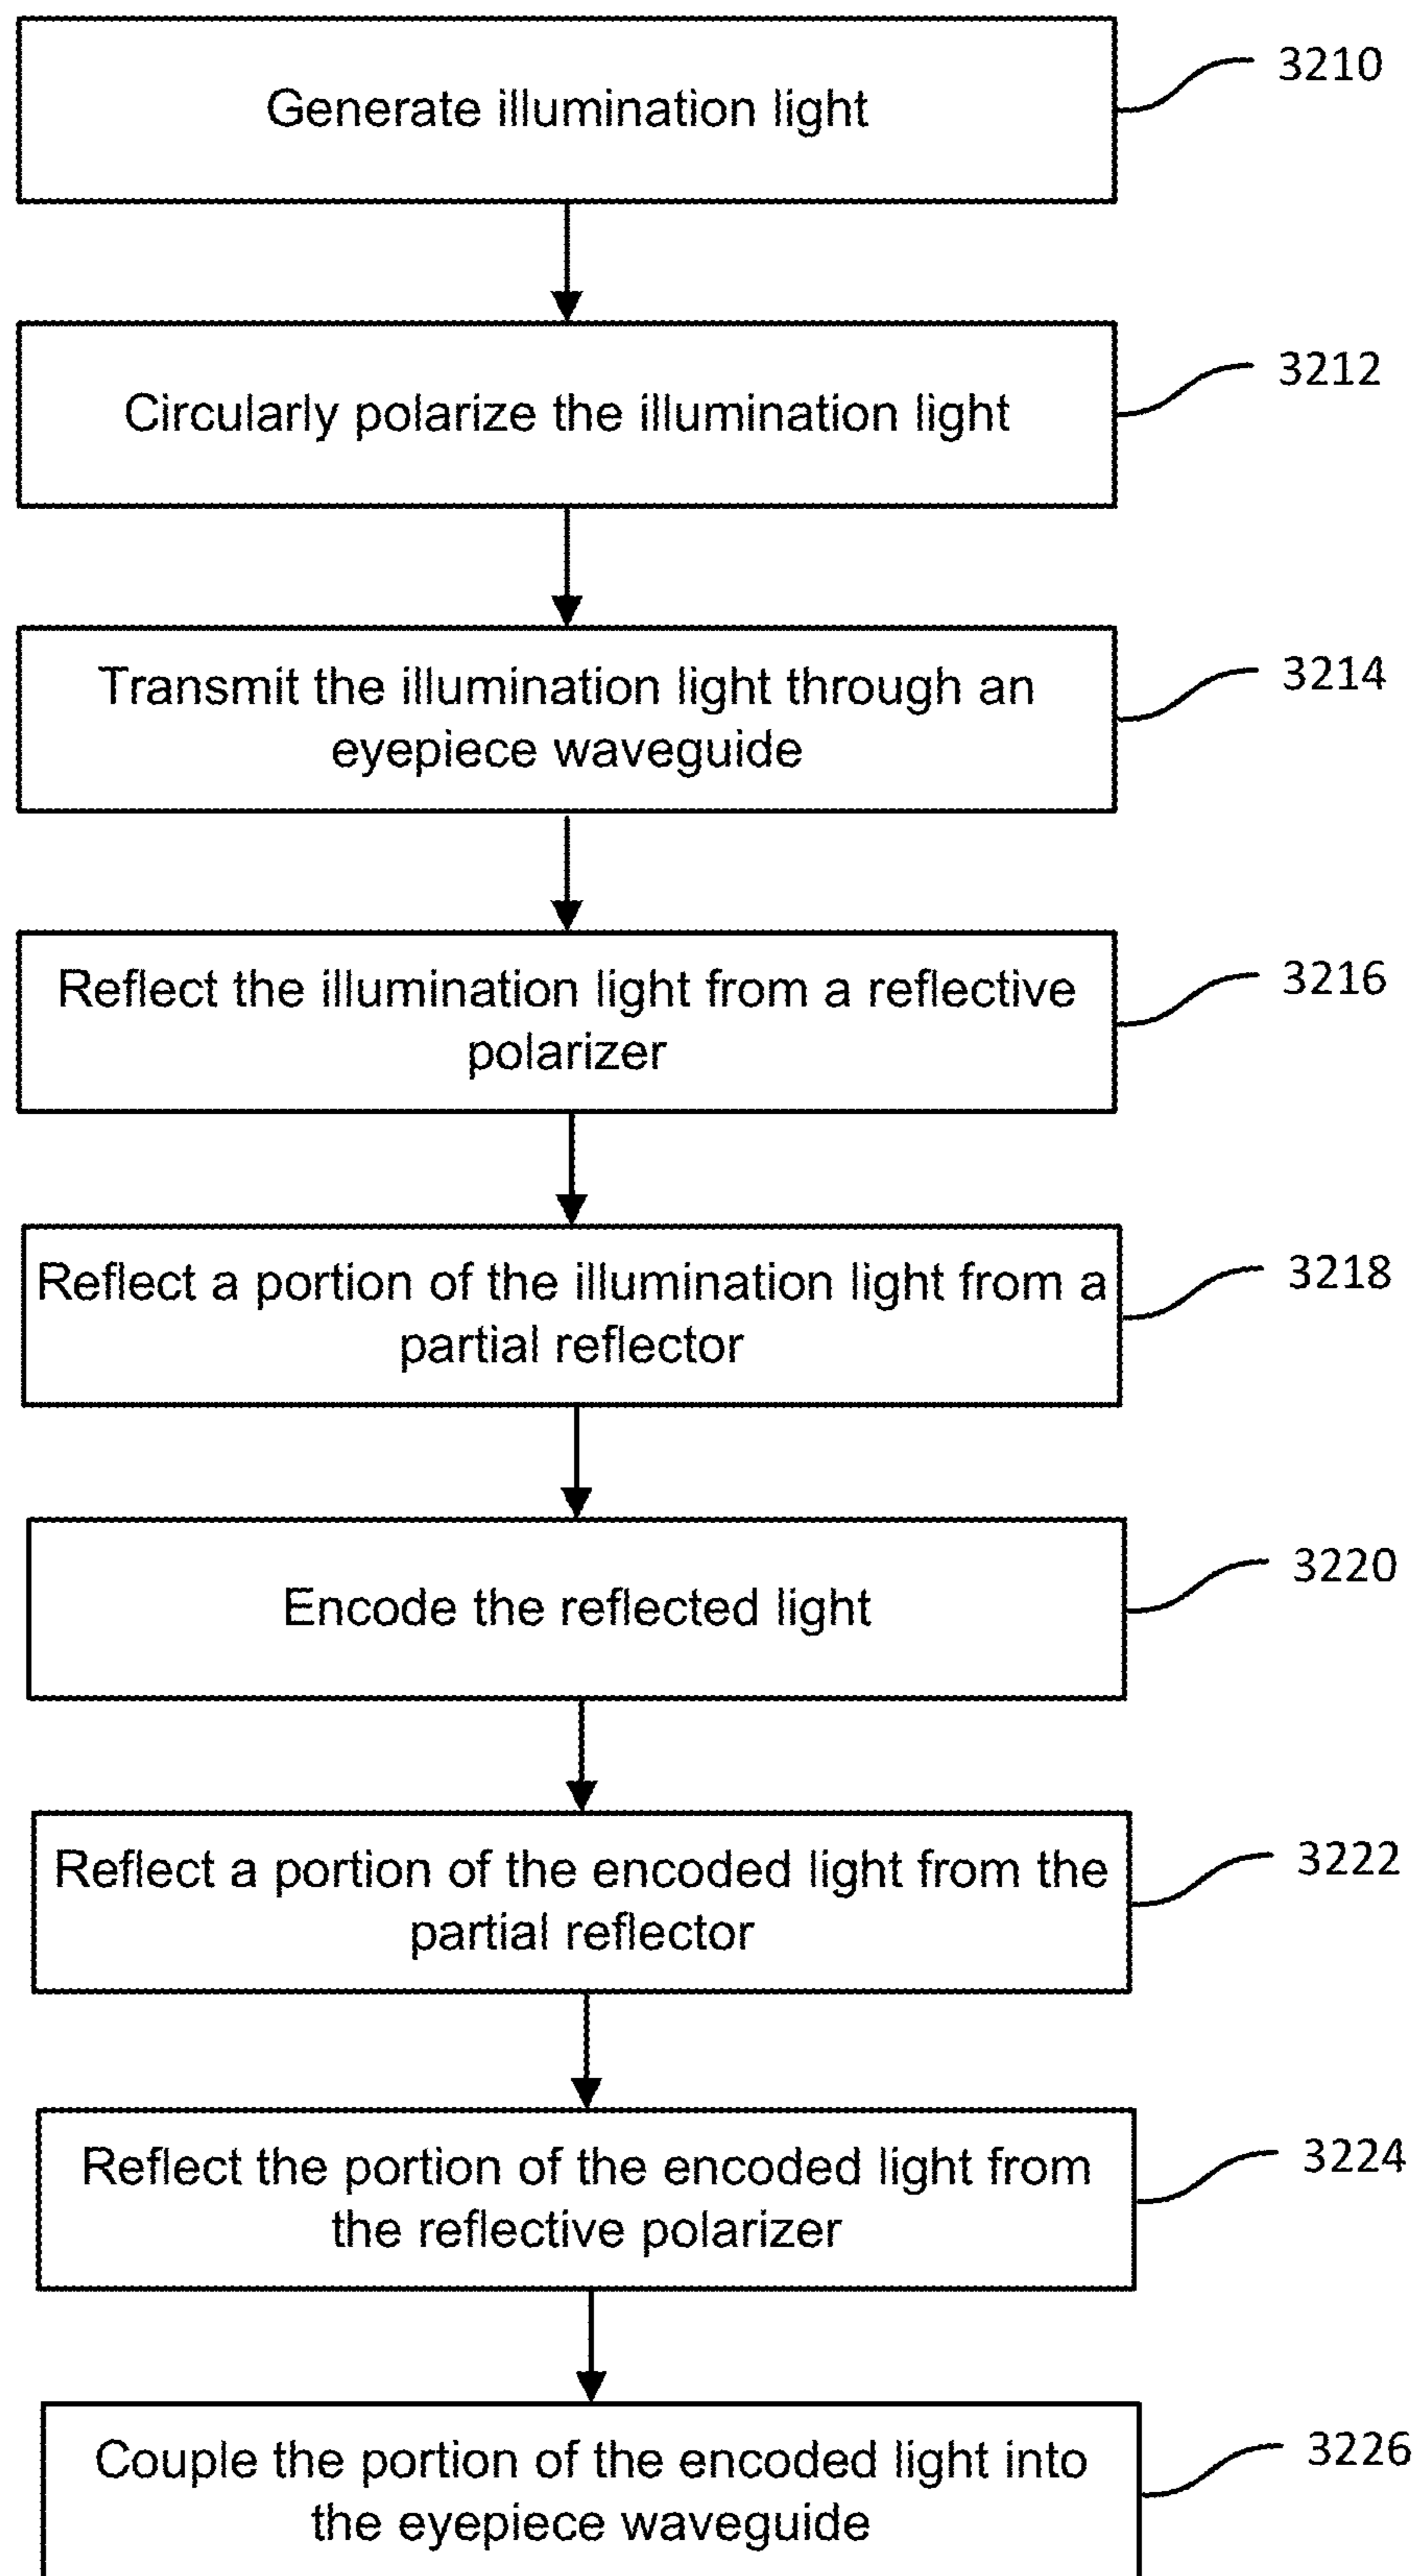 Generate illumination light
3210
Circularly polarize the illumination light
3212
Transmit the illumination light through an
eyepiece waveguide
3214
Reflect the illumination light from a reflective
polarizer
3216
Reflect a portion of the illumination light from a
partial reflector
3218
Encode the reflected light
3220
Reflect a portion of the encoded light from the
partial reflector
3222
Reflect the portion of the encoded light from
the reflective polarizer
3224
Couple the portion of the encoded light into
the eyepiece waveguide
3226